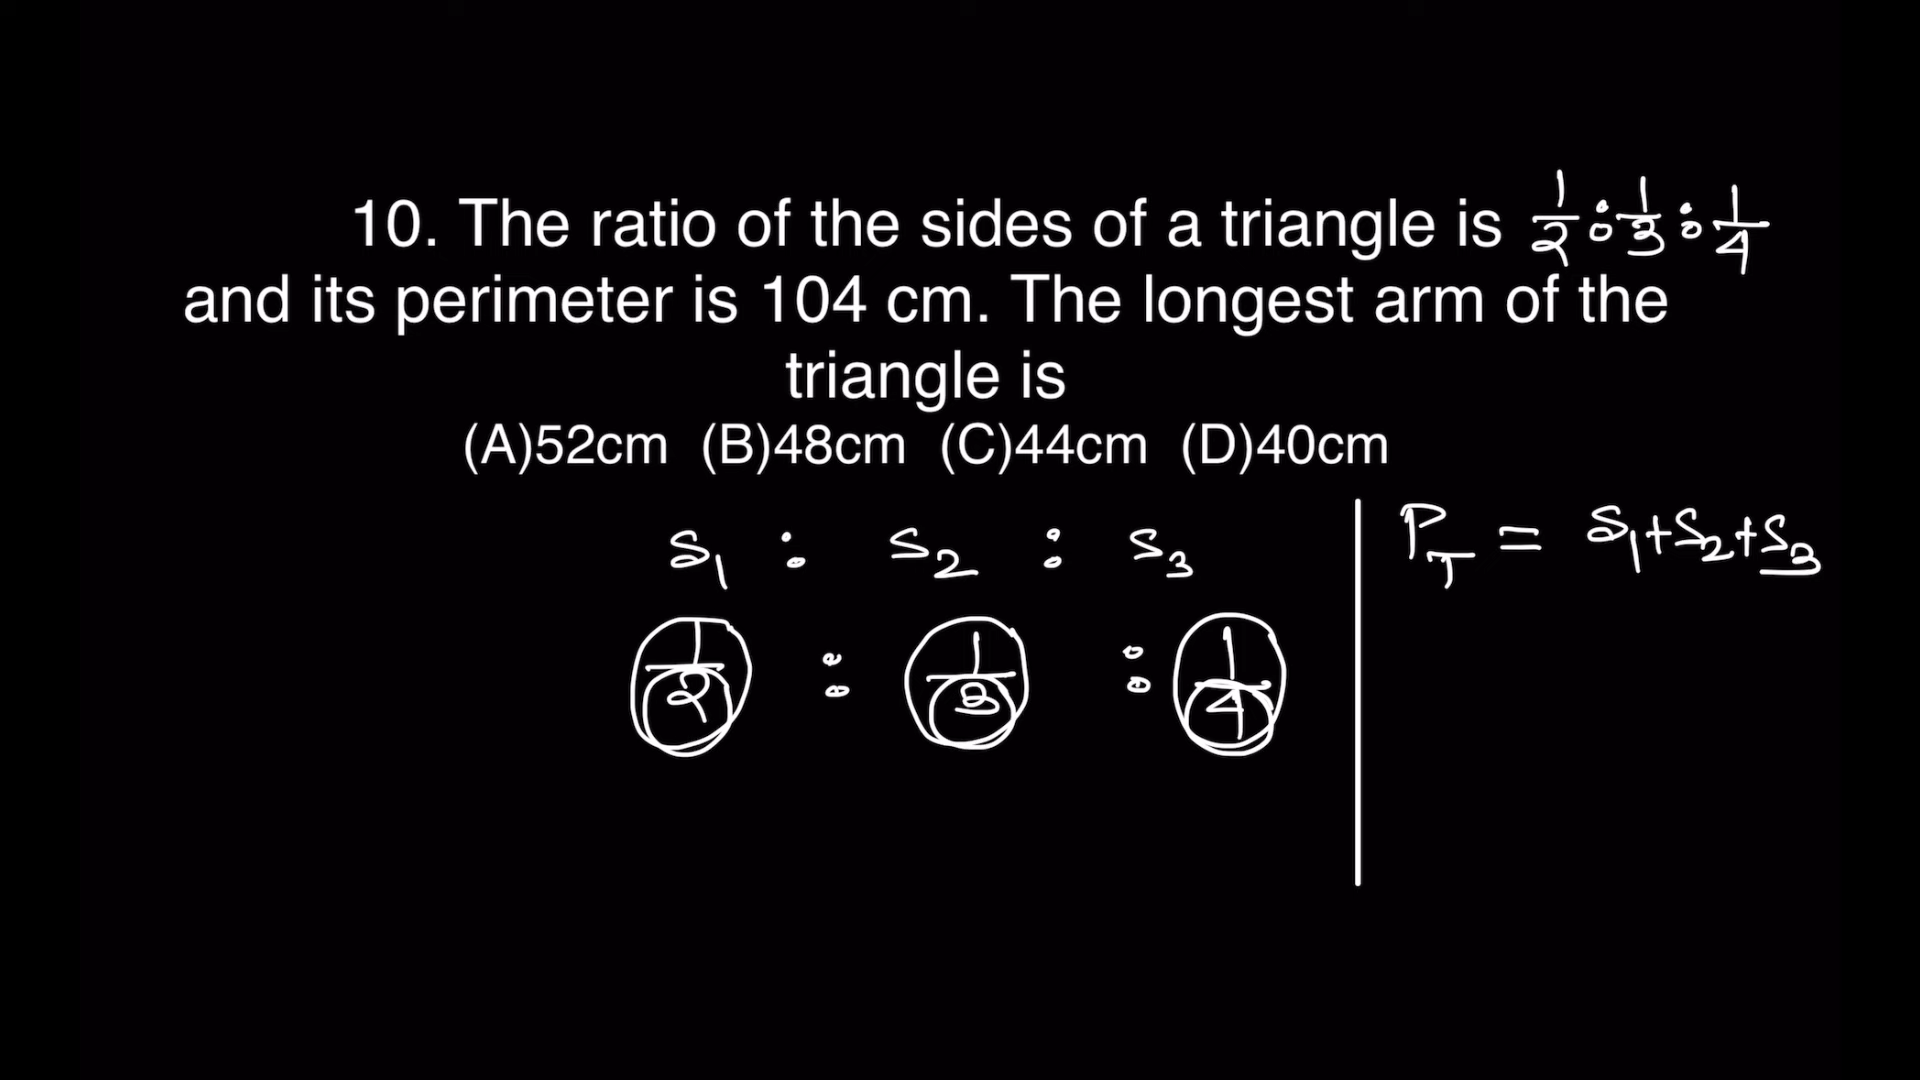 10. The ratio of the sides of a triangle is 1/2 : 1/3 : 1/4
and its perimeter is 104 cm. The longest arm of the
triangle is
(A)52cm (B)48cm (C)44cm (D)40cm
S₁ : S₂ : S₃
1/2 : 1/3 : 1/4
P_T = S₁+S₂+S₃